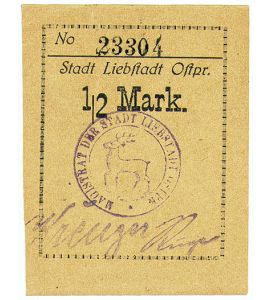 No 23304
Stadt Liebstadt Ostpr.
1/2 Mark.
MAGISTRAT DER STADT LIEBSTADT